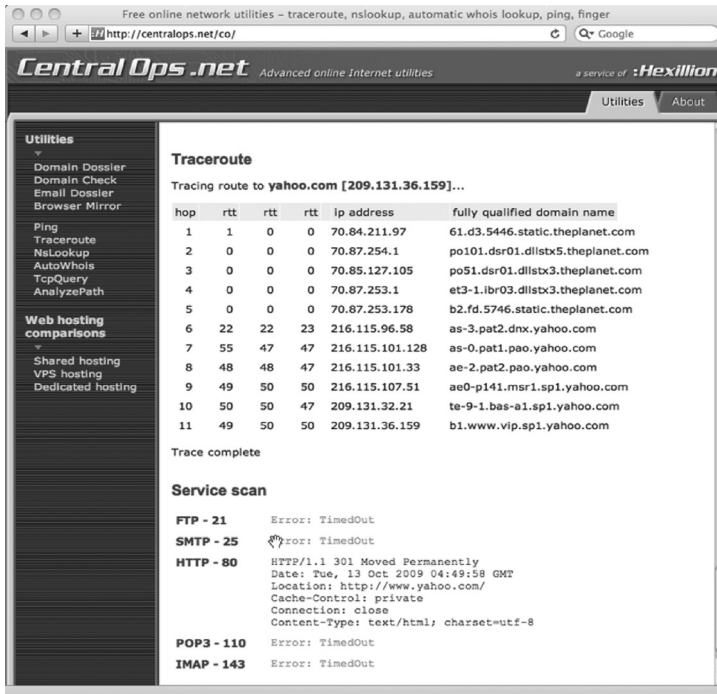 Free online network utilities – traceroute, nslookup, automatic whois lookup, ping, finger
http://centralops.net/co/
Google
Central Ops .net Advanced online Internet utilities
a service of :Hexillion
Utilities About
Utilities
Domain Dossier
Domain Check
Email Dossier
Browser Mirror
Ping
Traceroute
NsLookup
AutoWhois
TcpQuery
AnalyzePath
Web hosting
comparisons
Shared hosting
VPS hosting
Dedicated hosting
Traceroute
Tracing route to yahoo.com [209.131.36.159]...
hop rtt rtt rtt ip address fully qualified domain name
1 1 0 0 70.84.211.97 61.d3.5446.static.theplanet.com
2 0 0 0 70.87.254.1 po101.dsr01.dllstx5.theplanet.com
3 0 0 0 70.85.127.105 po51.dsr01.dllstx3.theplanet.com
4 0 0 0 70.87.253.1 et3-1.ibr03.dllstx3.theplanet.com
5 0 0 0 70.87.253.178 b2.fd.5746.static.theplanet.com
6 22 22 23 216.115.96.58 as-3.pat2.dnx.yahoo.com
7 55 47 47 216.115.101.128 as-0.pat1.pao.yahoo.com
8 48 48 47 216.115.101.33 ae-2.pat2.pao.yahoo.com
9 49 50 50 216.115.107.51 ae0-p141.msr1.sp1.yahoo.com
10 50 50 47 209.131.32.21 te-9-1.bas-a1.sp1.yahoo.com
11 49 50 50 209.131.36.159 b1.www.vip.sp1.yahoo.com
Trace complete
Service scan
FTP - 21 Error: TimedOut
SMTP - 25 Error: TimedOut
HTTP - 80 HTTP/1.1 301 Moved Permanently
Date: Tue, 13 Oct 2009 04:49:58 GMT
Location: http://www.yahoo.com/
Cache-Control: private
Connection: close
Content-Type: text/html; charset=utf-8
POP3 - 110 Error: TimedOut
IMAP - 143 Error: TimedOut